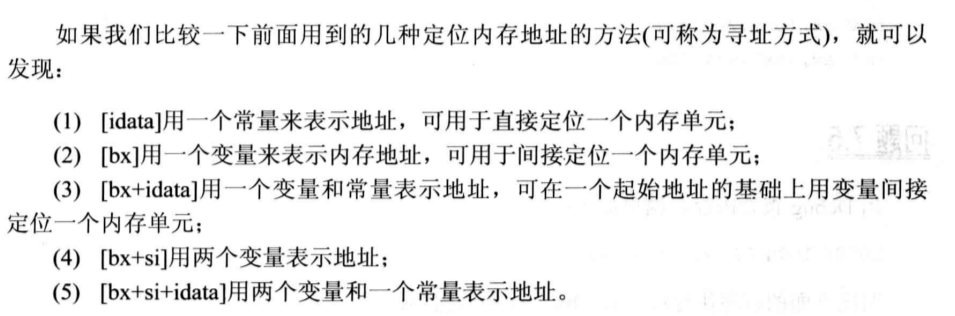 如果我们比较一下前面用到的几种定位内存地址的方法(可称为寻址方式)，就可以
发现：
(1) [idata]用一个常量来表示地址，可用于直接定位一个内存单元；
(2) [bx]用一个变量来表示内存地址，可用于间接定位一个内存单元；
(3) [bx+idata]用一个变量和常量表示地址，可在一个起始地址的基础上用变量间接
定位一个内存单元；
(4) [bx+si]用两个变量表示地址；
(5) [bx+si+idata]用两个变量和一个常量表示地址。